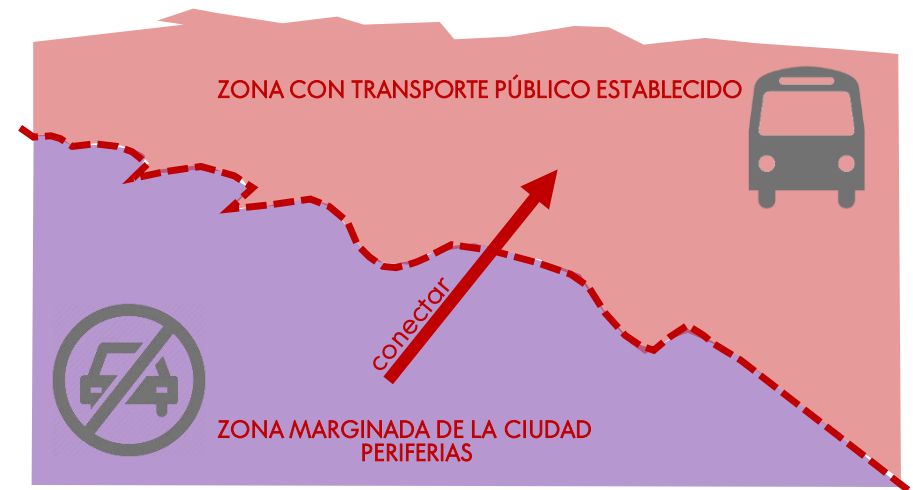 ZONA CON TRANSPORTE PÚBLICO ESTABLECIDO
conectar
ZONA MARGINADA DE LA CIUDAD
PERIFERIAS